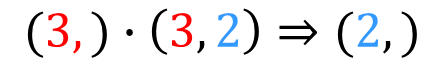 (3,) · (3,2) ⇒ (2,)